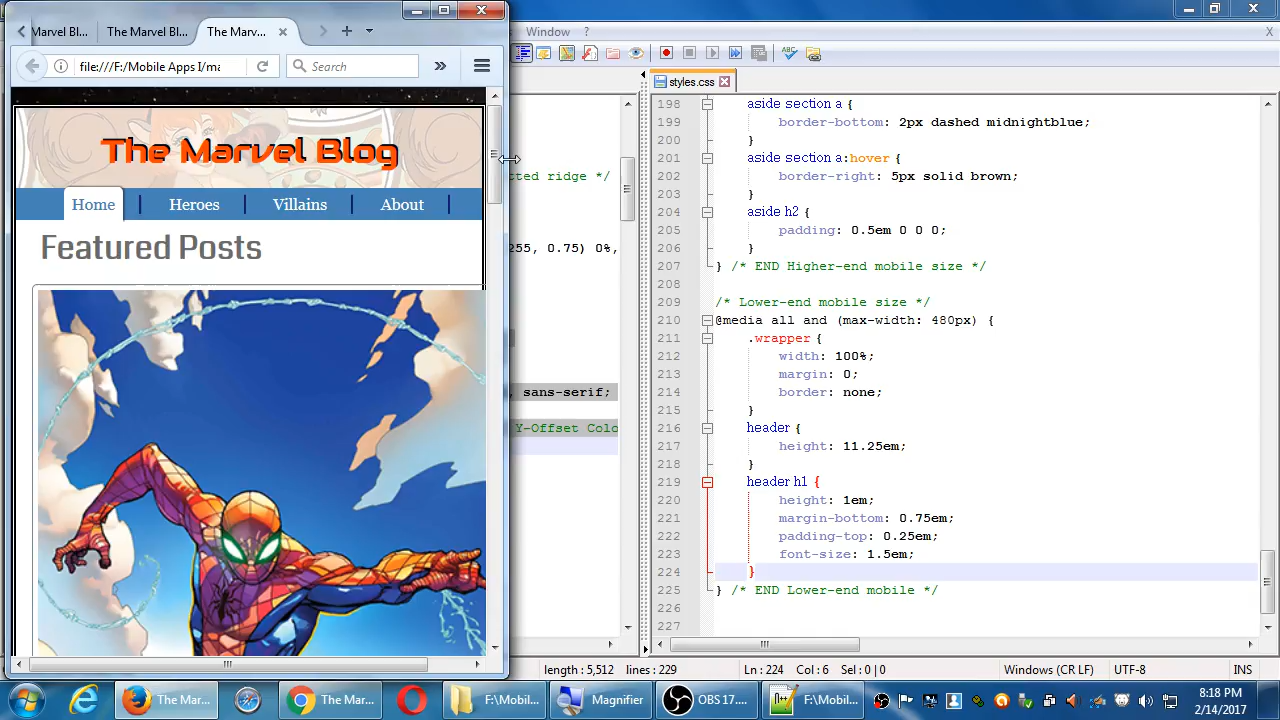 Marvel Bl...
The Marvel Bl...
The Marv...
file:///F:/Mobile Apps I/ma
Search
The Marvel Blog
Home
Heroes
Villains
About
Featured Posts
Window
?
cted ridge */
255, 0.75) 0%,
, sans-serif;
Y-Offset Colo
styles.css
198 aside section a {
199 border-bottom: 2px dashed midnightblue;
200 }
201 aside section a:hover {
202 border-right: 5px solid brown;
203 }
204 aside h2 {
205 padding: 0.5em 0 0 0;
206 }
207 } /* END Higher-end mobile size */
208
209 /* Lower-end mobile size */
210 @media all and (max-width: 480px) {
211 .wrapper {
212 width: 100%;
213 margin: 0;
214 border: none;
215 }
216 header {
217 height: 11.25em;
218 }
219 header h1 {
220 height: 1em;
221 margin-bottom: 0.75em;
222 padding-top: 0.25em;
223 font-size: 1.5em;
224 }
225 } /* END Lower-end mobile */
226
227
length : 5,512 lines : 229 Ln : 224 Col : 6 Sel : 0 | 0 Windows (CR LF) UTF-8 INS
The Mar...
The Mar...
F:\Mobil...
Magnifier
OBS 17....
F:\Mobil...
8:18 PM
2/14/2017